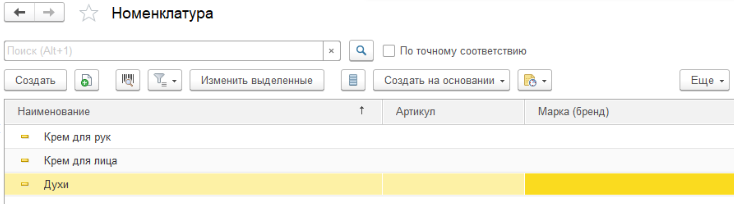 Номенклатура
Поиск (Alt+1) × По точному соответствию
Создать Изменить выделенные Создать на основании Еще
Наименование ↑ Артикул Марка (бренд)
Крем для рук
Крем для лица
Духи